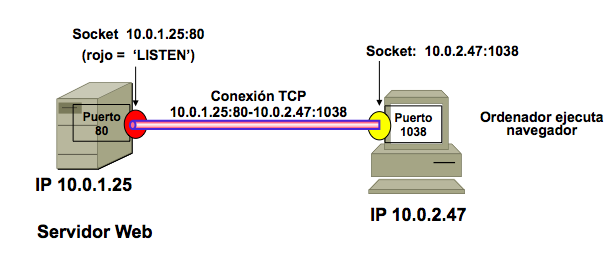 Socket 10.0.1.25:80
(rojo = ‘LISTEN’)
Socket: 10.0.2.47:1038
Conexión TCP
10.0.1.25:80-10.0.2.47:1038
Puerto
80
Puerto
1038
Ordenador ejecuta
navegador
IP 10.0.1.25
IP 10.0.2.47
Servidor Web